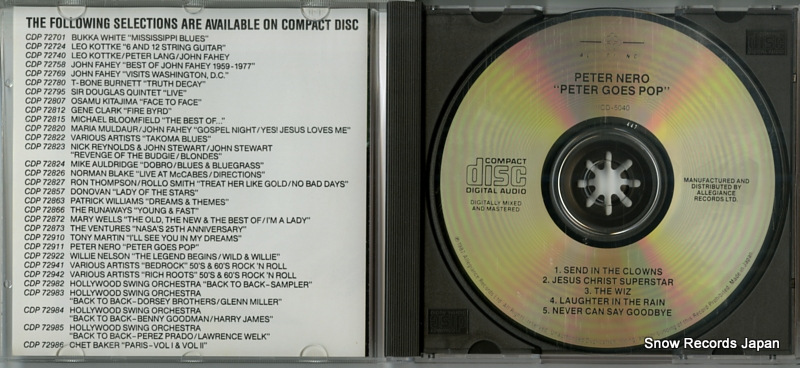 THE FOLLOWING SELECTIONS ARE AVAILABLE ON COMPACT DISC
CDP 72701 BUKKA WHITE "MISSISSIPPI BLUES"
CDP 72724 LEO KOTTKE "6 AND 12 STRING GUITAR"
CDP 72740 LEO KOTTKE/PETER LANG/JOHN FAHEY
CDP 72758 JOHN FAHEY "BEST OF JOHN FAHEY 1959-1977"
CDP 72769 JOHN FAHEY "VISITS WASHINGTON, D.C."
CDP 72780 T-BONE BURNETT "TRUTH DECAY"
CDP 72795 SIR DOUGLAS QUINTET "LIVE"
CDP 72807 OSAMU KITAJIMA "FACE TO FACE"
CDP 72812 GENE CLARK "FIRE BYRD"
CDP 72815 MICHAEL BLOOMFIELD "THE BEST OF..."
CDP 72820 MARIA MULDAUR/JOHN FAHEY "GOSPEL NIGHT/YES! JESUS LOVES ME"
CDP 72822 VARIOUS ARTISTS "TAKOMA BLUES"
CDP 72823 NICK REYNOLDS & JOHN STEWART/JOHN STEWART
"REVENGE OF THE BUDGIE/BLONDES"
CDP 72824 MIKE AULDRIDGE "DOBRO/BLUES & BLUEGRASS"
CDP 72826 NORMAN BLAKE "LIVE AT McCABES/DIRECTIONS"
CDP 72827 RON THOMPSON/ROLLO SMITH "TREAT HER LIKE GOLD/NO BAD DAYS"
CDP 72857 DONOVAN "LADY OF THE STARS"
CDP 72863 PATRICK WILLIAMS "DREAMS & THEMES"
CDP 72866 THE RUNAWAYS "YOUNG & FAST"
CDP 72872 MARY WELLS "THE OLD, THE NEW & THE BEST OF/I'M A LADY"
CDP 72873 THE VENTURES "NASA'S 25TH ANNIVERSARY"
CDP 72910 TONY MARTIN "I'LL SEE YOU IN MY DREAMS"
CDP 72911 PETER NERO "PETER GOES POP"
CDP 72922 WILLIE NELSON "THE LEGEND BEGINS/WILD & WILLIE"
CDP 72941 VARIOUS ARTISTS "BEDROCK" 50'S & 60'S ROCK 'N ROLL
CDP 72942 VARIOUS ARTISTS "RICH ROOTS" 50'S & 60'S ROCK 'N ROLL
CDP 72982 HOLLYWOOD SWING ORCHESTRA "BACK TO BACK–SAMPLER"
CDP 72983 HOLLYWOOD SWING ORCHESTRA
"BACK TO BACK–DORSEY BROTHERS/GLENN MILLER"
CDP 72984 HOLLYWOOD SWING ORCHESTRA
"BACK TO BACK–BENNY GOODMAN/HARRY JAMES"
CDP 72985 HOLLYWOOD SWING ORCHESTRA
"BACK TO BACK–PEREZ PRADO/LAWRENCE WELK"
CDP 72986 CHET BAKER "PARIS–VOL I & VOL II"
PETER NERO
"PETER GOES POP"
CD-5040
COMPACT
disc
DIGITAL AUDIO
DIGITALLY MIXED
AND MASTERED
MANUFACTURED AND
DISTRIBUTED BY
ALLEGIANCE
RECORDS LTD.
1. SEND IN THE CLOWNS
2. JESUS CHRIST SUPERSTAR
3. THE WIZ
4. LAUGHTER IN THE RAIN
5. NEVER CAN SAY GOODBYE
Made in Japan
Snow Records Japan